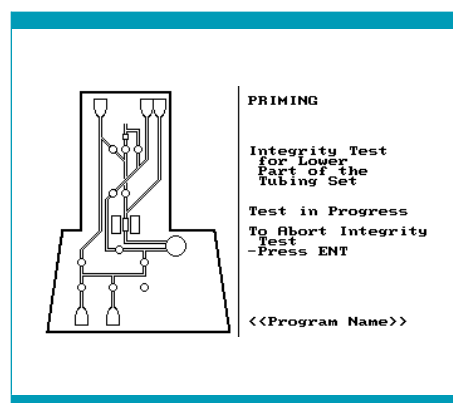 PRIMING
Integrity Test
for Lower
Part of the
Tubing Set
Test in Progress
To Abort Integrity
Test
-Press ENT
<<Program Name>>